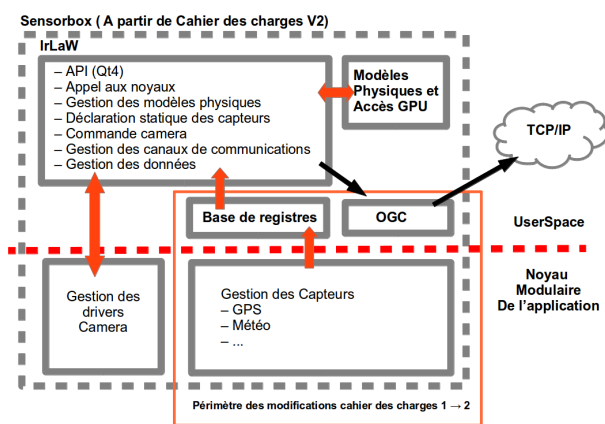 Sensorbox ( A partir de Cahier des charges V2)
IrLaW
– API (Qt4)
– Appel aux noyaux
– Gestion des modèles physiques
– Déclaration statique des capteurs
– Commande camera
– Gestion des canaux de communications
– Gestion des données
Modèles
Physiques et
Accès GPU
TCP/IP
Base de registres
OGC
UserSpace
Gestion des
drivers
Camera
Gestion des Capteurs
– GPS
– Météo
– ...
Noyau
Modulaire
De l'application
Périmètre des modifications cahier des charges 1 → 2